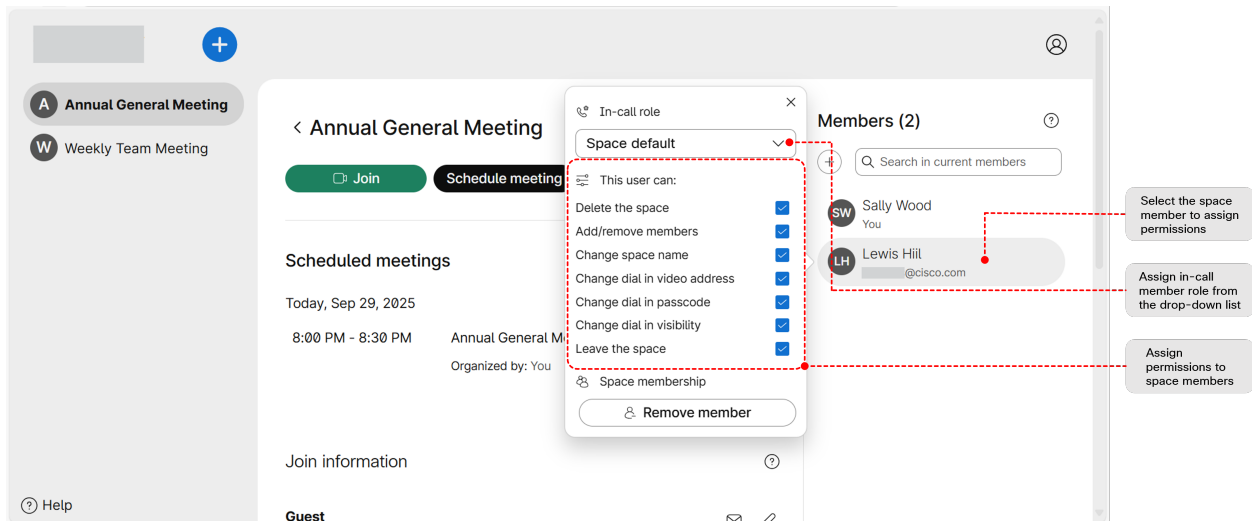 A Annual General Meeting
W Weekly Team Meeting
Help
Annual General Meeting
Join
Schedule meeting
Scheduled meetings
Today, Sep 29, 2025
8:00 PM - 8:30 PM
Annual General M
Organized by: You
Join information
Guest
In-call role
Space default
This user can:
Delete the space
Add/remove members
Change space name
Change dial in video address
Change dial in passcode
Change dial in visibility
Leave the space
Space membership
Remove member
Members (2)
Search in current members
SW Sally Wood
You
LH Lewis Hiil
@cisco.com
Select the space
member to assign
permissions
Assign in-call
member role from
the drop-down list
Assign
permissions to
space members